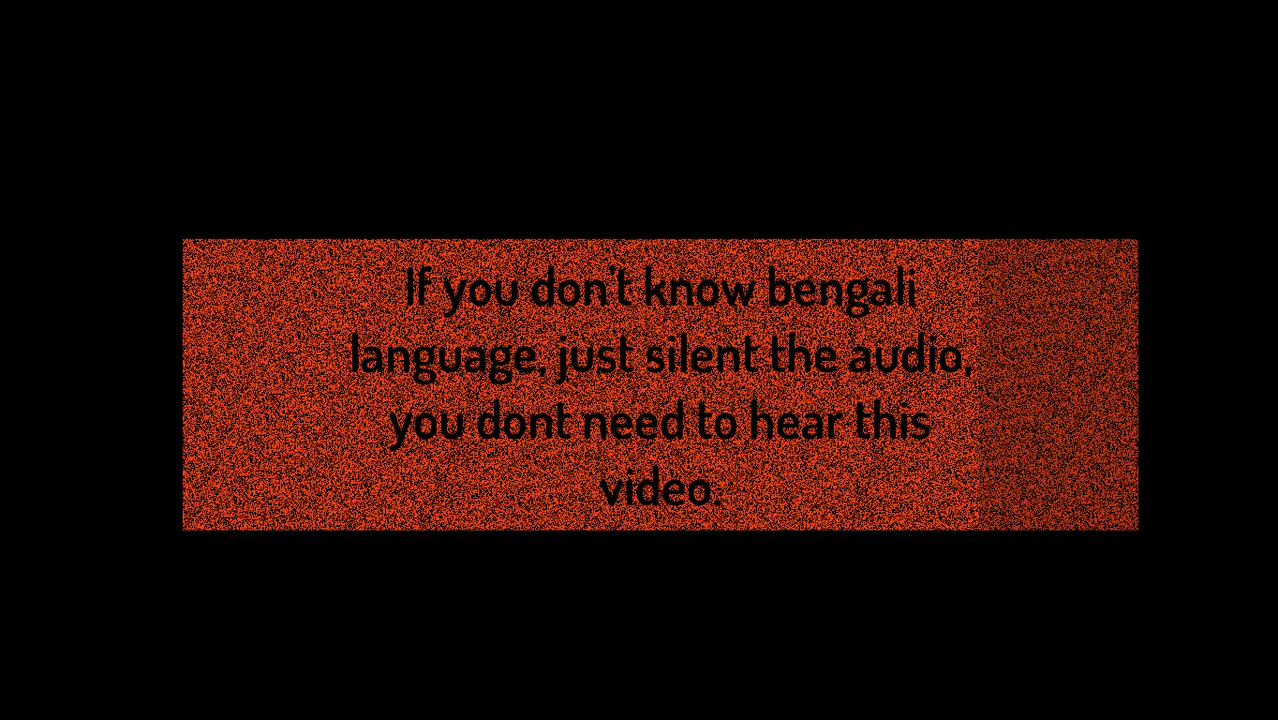 If you don't know bengali
language, just silent the audio,
you dont need to hear this
video.